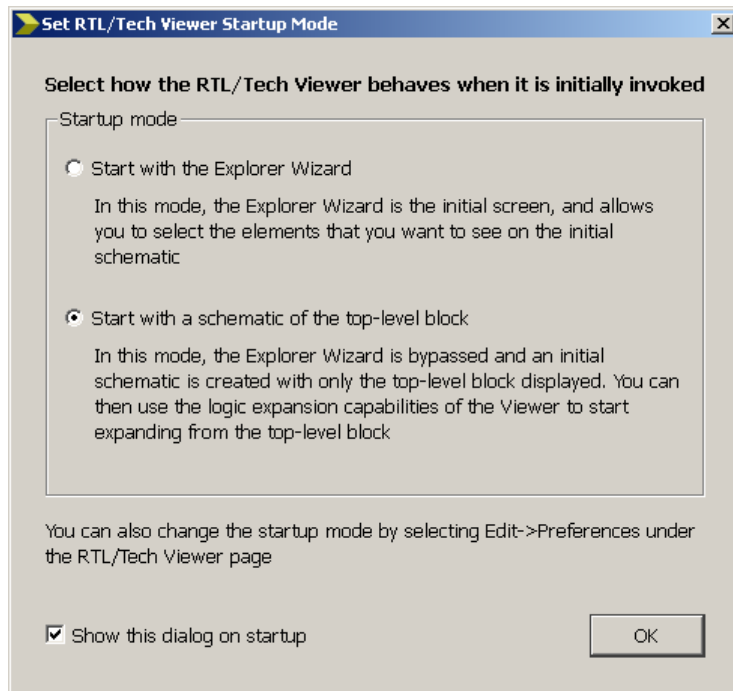 Set RTL/Tech Viewer Startup Mode
Select how the RTL/Tech Viewer behaves when it is initially invoked
Startup mode
Start with the Explorer Wizard
In this mode, the Explorer Wizard is the initial screen, and allows
you to select the elements that you want to see on the initial
schematic
Start with a schematic of the top-level block
In this mode, the Explorer Wizard is bypassed and an initial
schematic is created with only the top-level block displayed. You can
then use the logic expansion capabilities of the Viewer to start
expanding from the top-level block
You can also change the startup mode by selecting Edit->Preferences under
the RTL/Tech Viewer page
Show this dialog on startup
OK